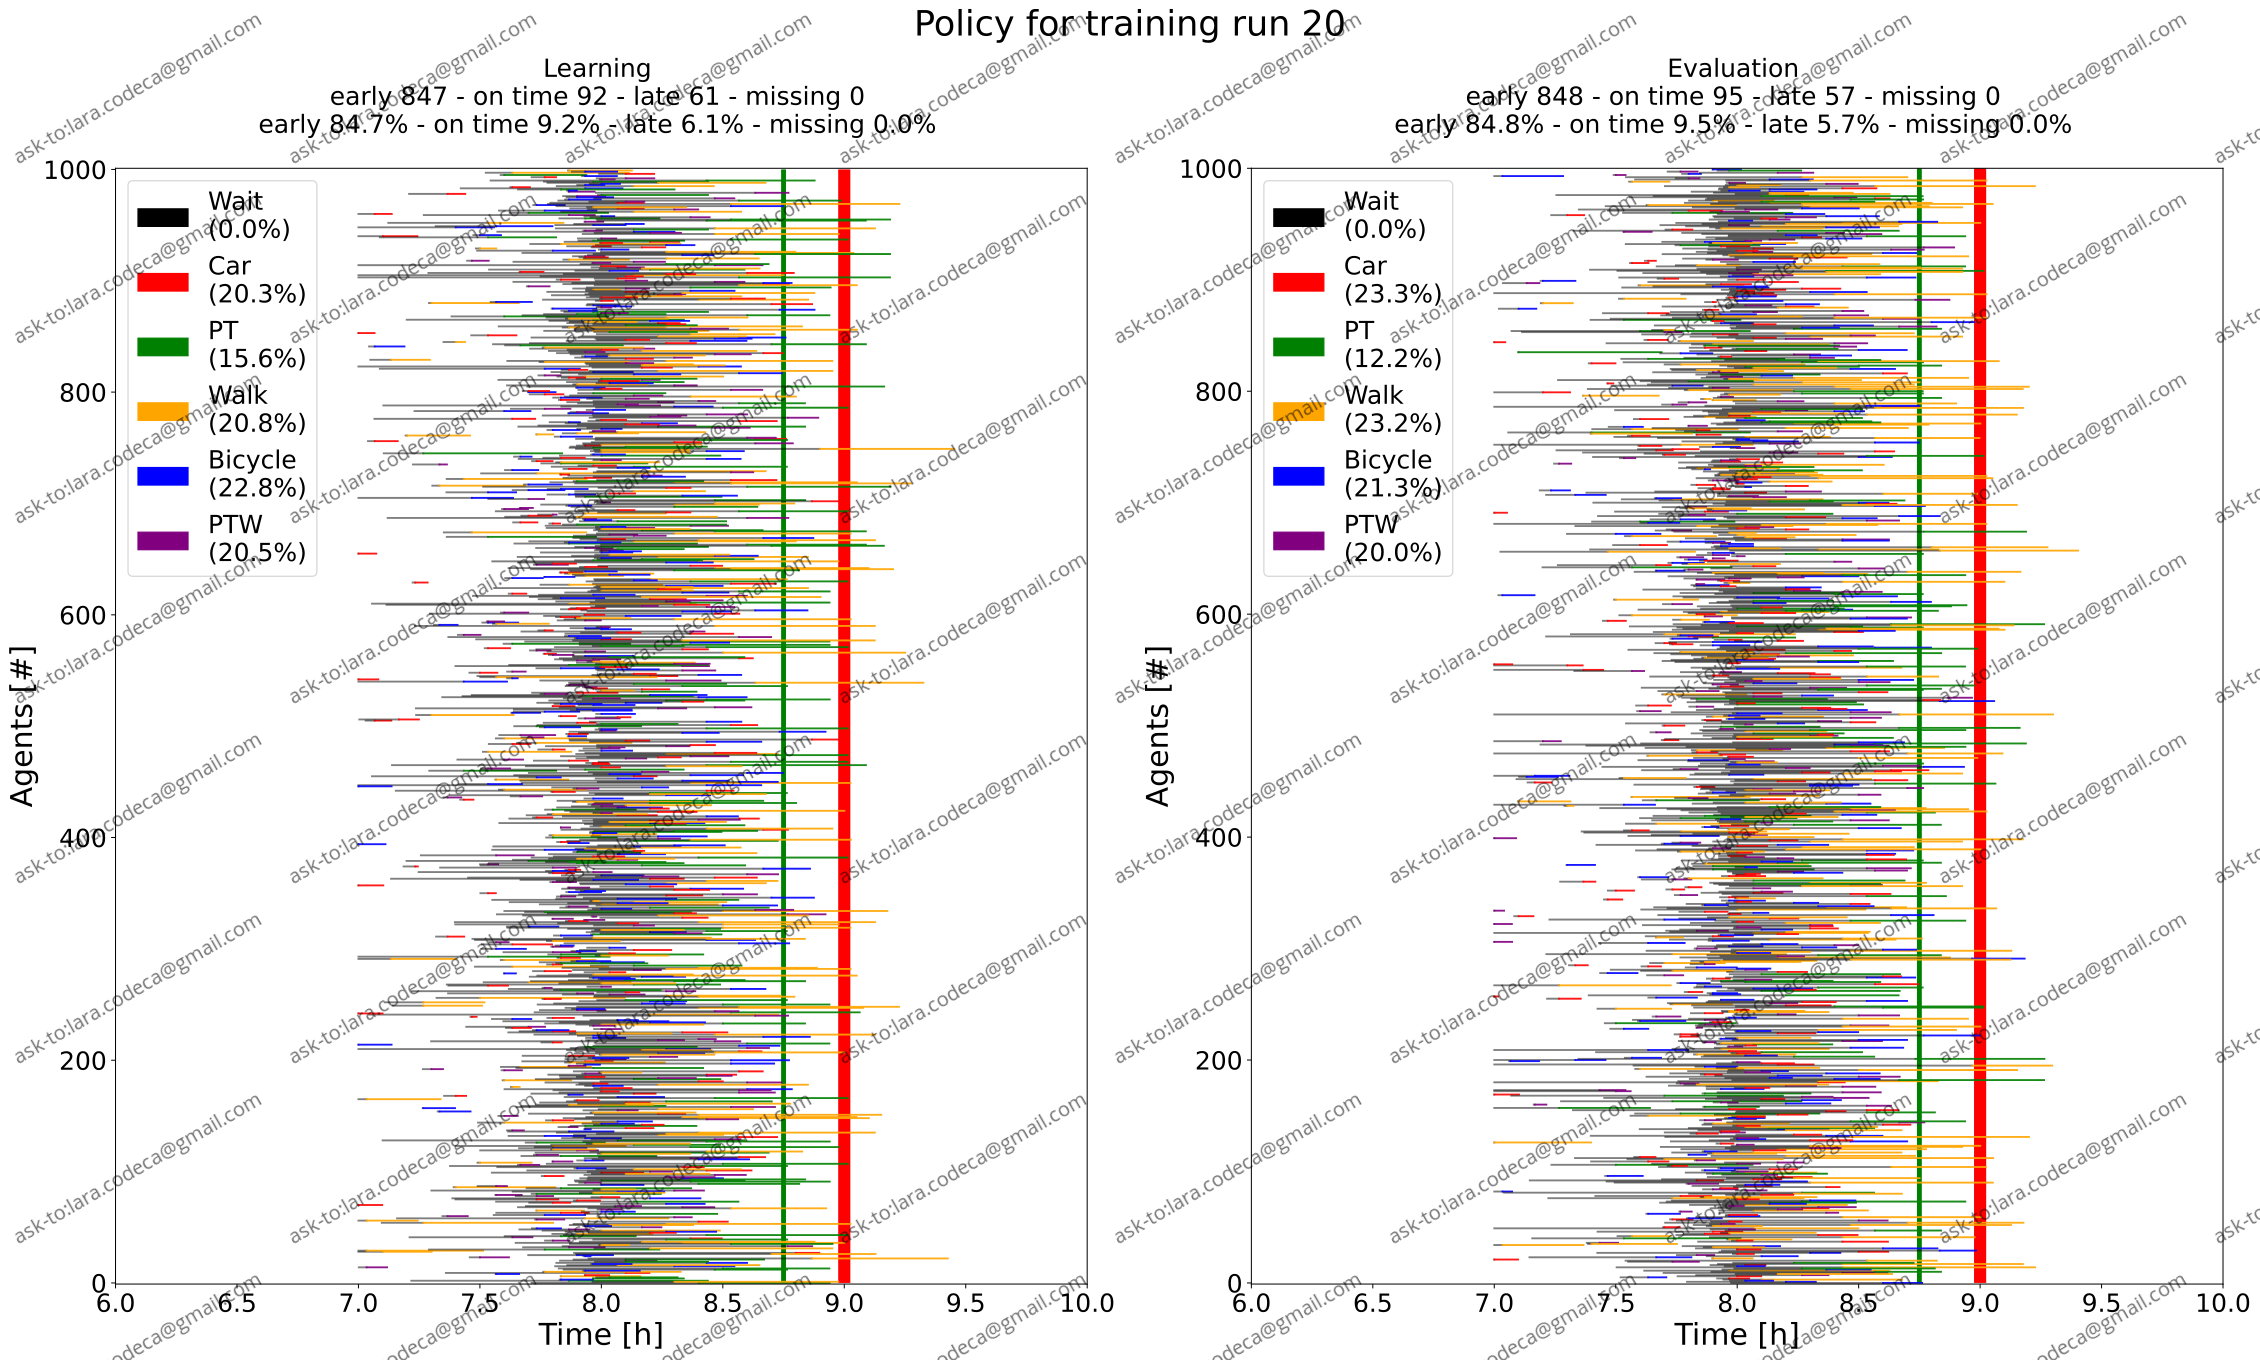 Policy for training run 20
Learning
early 847 - on time 92 - late 61 - missing 0
early 84.7% - on time 9.2% - late 6.1% - missing 0.0%
1000
800
600
400
200
0
Agents [#]
Wait
(0.0%)
Car
(20.3%)
PT
(15.6%)
Walk
(20.8%)
Bicycle
(22.8%)
PTW
(20.5%)
6.0 6.5 7.0 7.5 8.0 8.5 9.0 9.5 10.0
Time [h]
Evaluation
early 848 - on time 95 - late 57 - missing 0
early 84.8% - on time 9.5% - late 5.7% - missing 0.0%
1000
800
600
400
200
0
Agents [#]
Wait
(0.0%)
Car
(23.3%)
PT
(12.2%)
Walk
(23.2%)
Bicycle
(21.3%)
PTW
(20.0%)
6.0 6.5 7.0 7.5 8.0 8.5 9.0 9.5 10.0
Time [h]
ask-to:lara.codeca@gmail.com